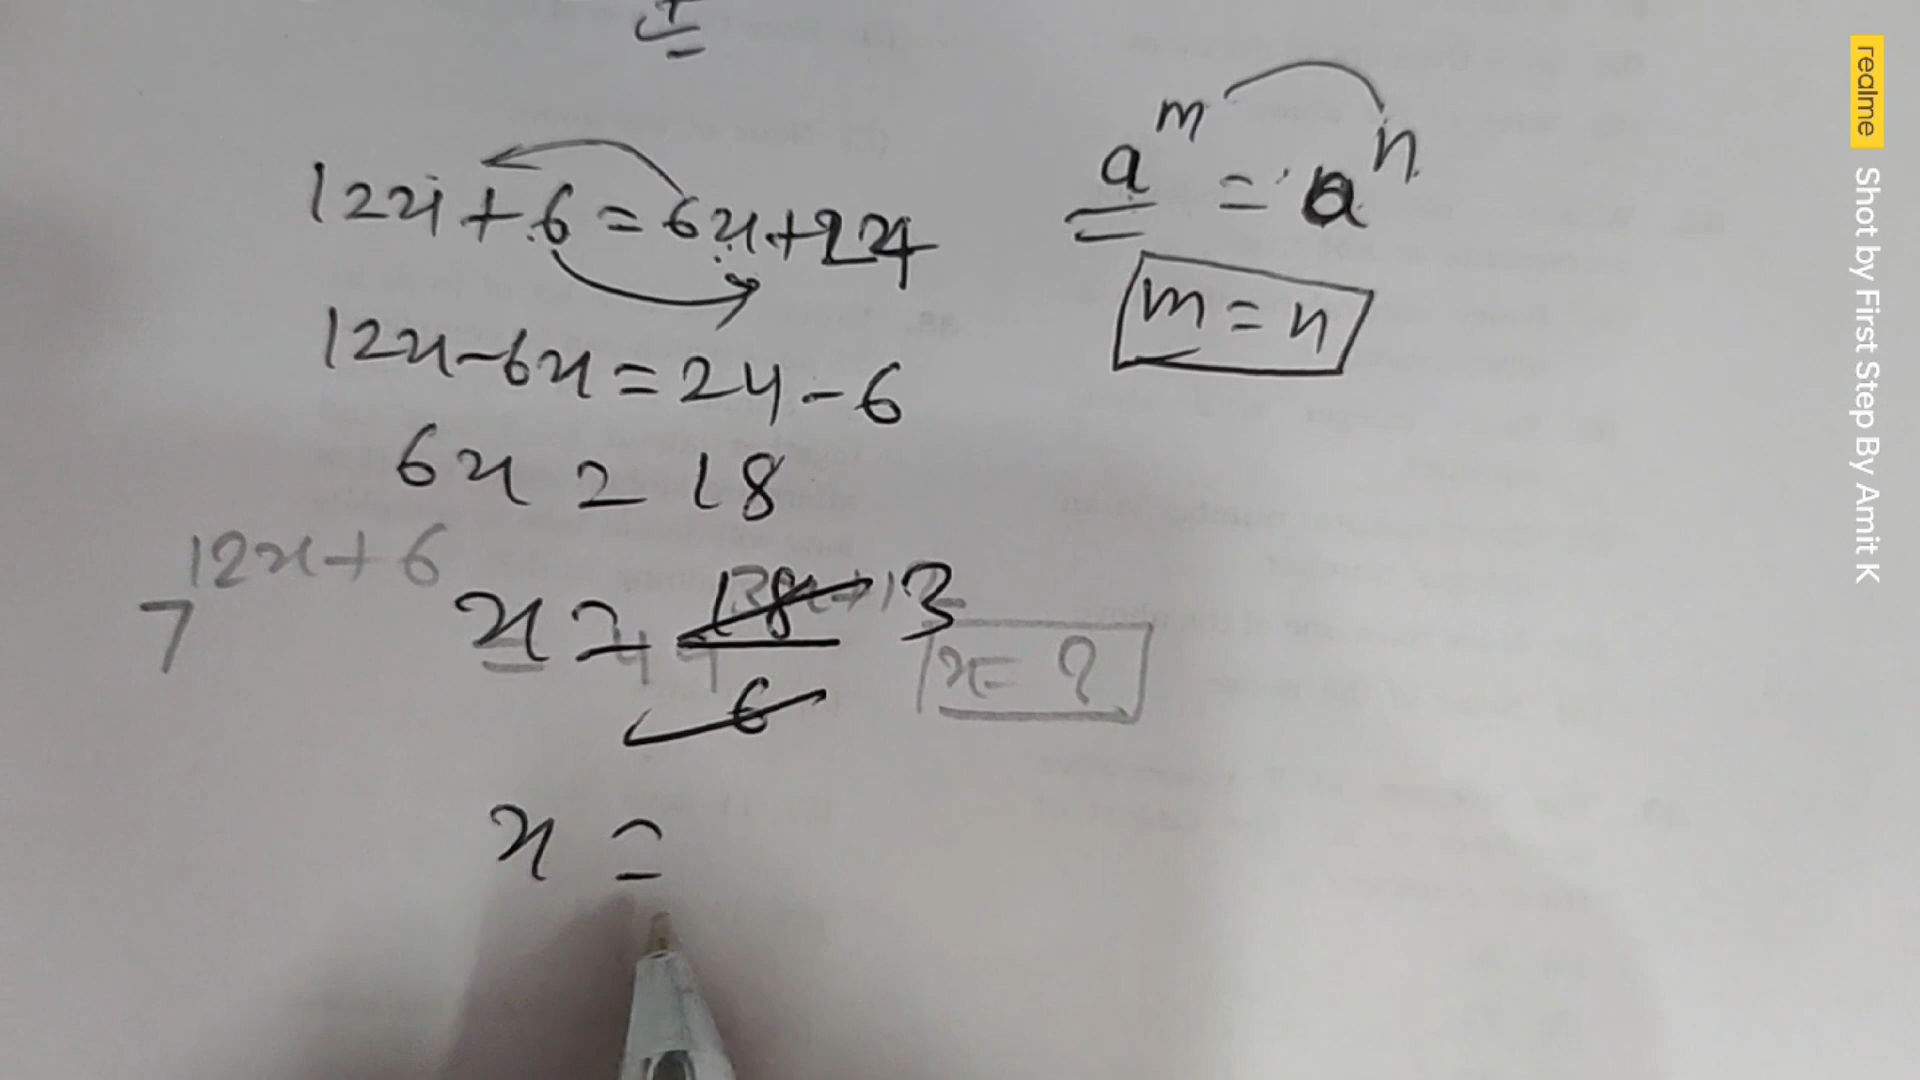 12x + 6 = 6x + 24
a^m = a^n
12x - 6x = 24 - 6
m = n
6x = 18
7^12x+6
x = 18/6 3
49
x = ?
x =
realme Shot by First Step By Amit K